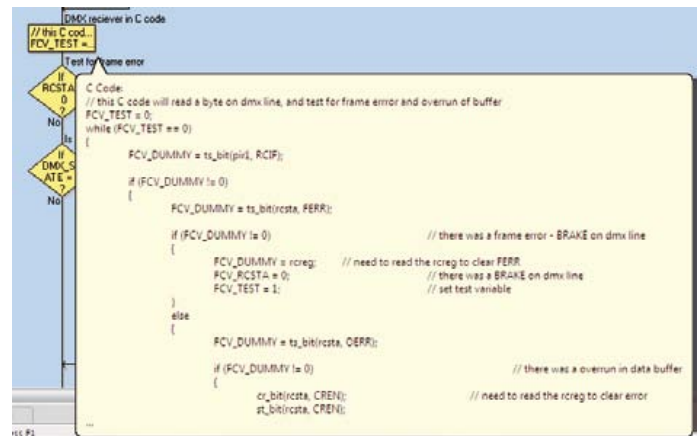 DMX reciever in C code
// this C cod...
FCV_TEST =...
Test for frame error
If
RCSTA
0
?
No
Is
If
DMX_S
ATE =
?
No
C Code:
// this C code will read a byte on dmx line, and test for frame error and overrun of buffer
FCV_TEST = 0;
while (FCV_TEST == 0)
{
FCV_DUMMY = ts_bit(pir1, RCIF);
if (FCV_DUMMY != 0)
{
FCV_DUMMY = ts_bit(rcsta, FERR);
if (FCV_DUMMY != 0) // there was a frame error - BRAKE on dmx line
{
FCV_DUMMY = rcreg; // need to read the rcreg to clear FERR
FCV_RCSTA = 0; // there was a BRAKE on dmx line
FCV_TEST = 1; // set test variable
}
else
{
FCV_DUMMY = ts_bit(rcsta, OERR);
if (FCV_DUMMY != 0) // there was a overrun in data buffer
{
cr_bit(rcsta, CREN); // need to read the rcreg to clear error
st_bit(rcsta, CREN);
...